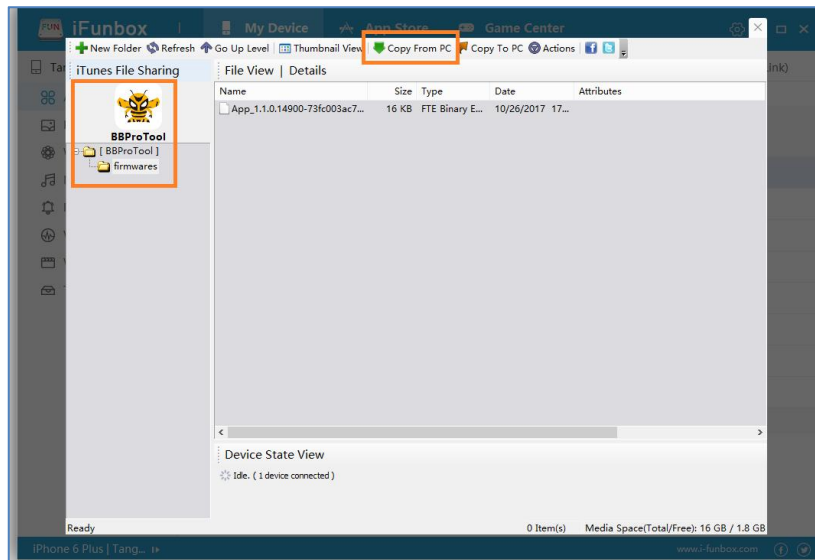 FUN iFunbox My Device App Store Game Center
New Folder Refresh Go Up Level Thumbnail View Copy From PC Copy To PC Actions
iTunes File Sharing File View | Details
Name Size Type Date Attributes
App_1.1.0.14900-73fc003ac7... 16 KB FTE Binary E... 10/26/2017 17...
BBProTool
[ BBProTool ]
firmwares
Device State View
Idle. ( 1 device connected )
Ready 0 Item(s) Media Space(Total/Free): 16 GB / 1.8 GB
iPhone 6 Plus | Tang... www.i-funbox.com